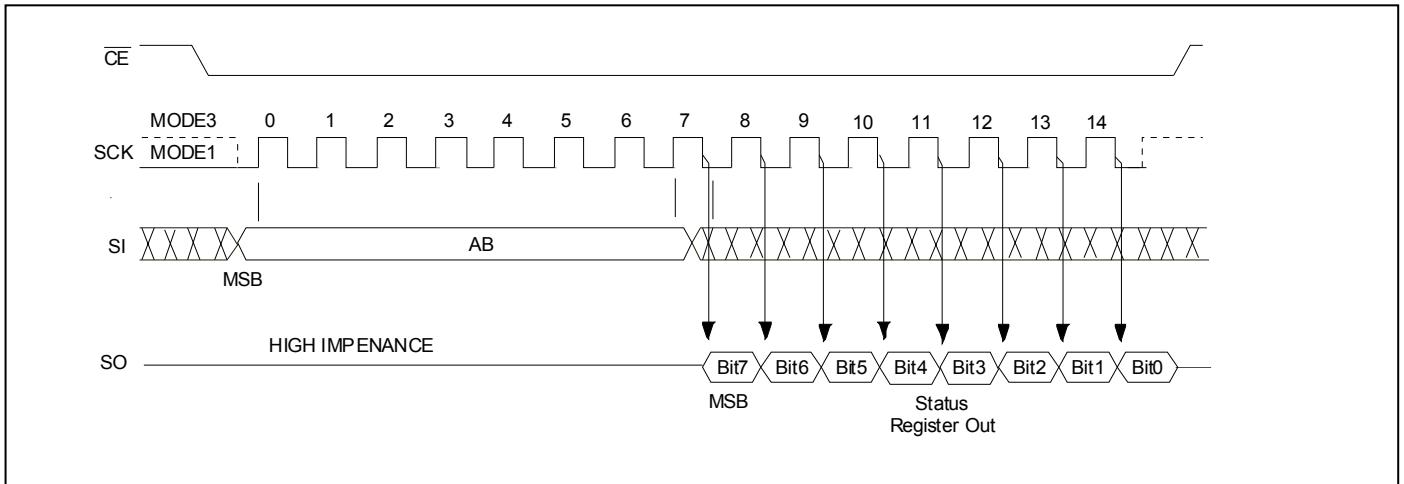 CE
MODE3 0 1 2 3 4 5 6 7 8 9 10 11 12 13 14
SCK MODE1
SI AB
MSB
HIGH IMPENANCE
SO Bit7 Bit6 Bit5 Bit4 Bit3 Bit2 Bit1 Bit0
MSB Status
Register Out